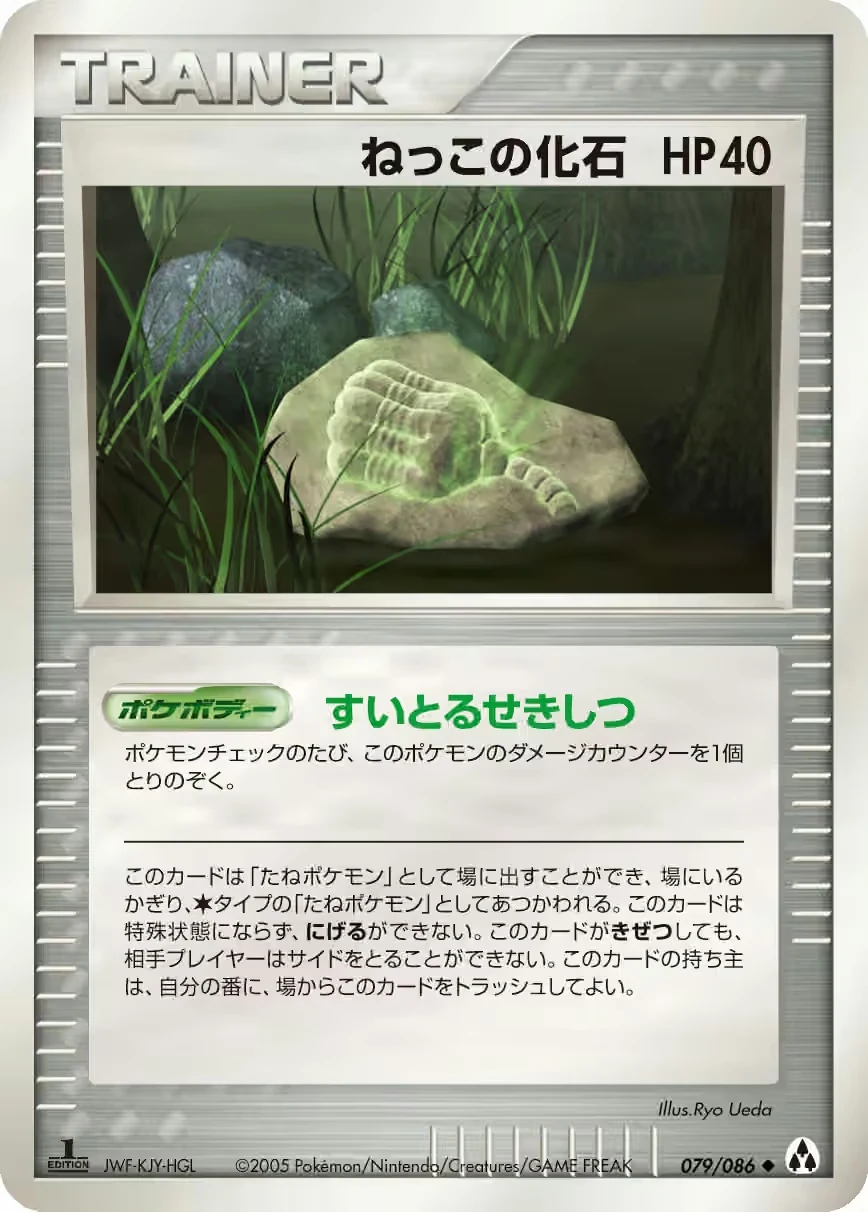 TRAINER
ねっこの化石 HP40
ポケボディー すいとるせきしつ
ポケモンチェックのたび、このポケモンのダメージカウンターを1個
とりのぞく。
このカードは「たねポケモン」として場に出すことができ、場にいる
かぎり、タイプの「たねポケモン」としてあつかわれる。このカードは
特殊状態にならず、にげるができない。このカードがきぜつしても、
相手プレイヤーはサイドをとることができない。このカードの持ち主
は、自分の番に、場からこのカードをトラッシュしてよい。
Illus.Ryo Ueda
1 EDITION JWF-KJY-HGL ©2005 Pokémon/Nintendo/Creatures/GAME FREAK 079/086